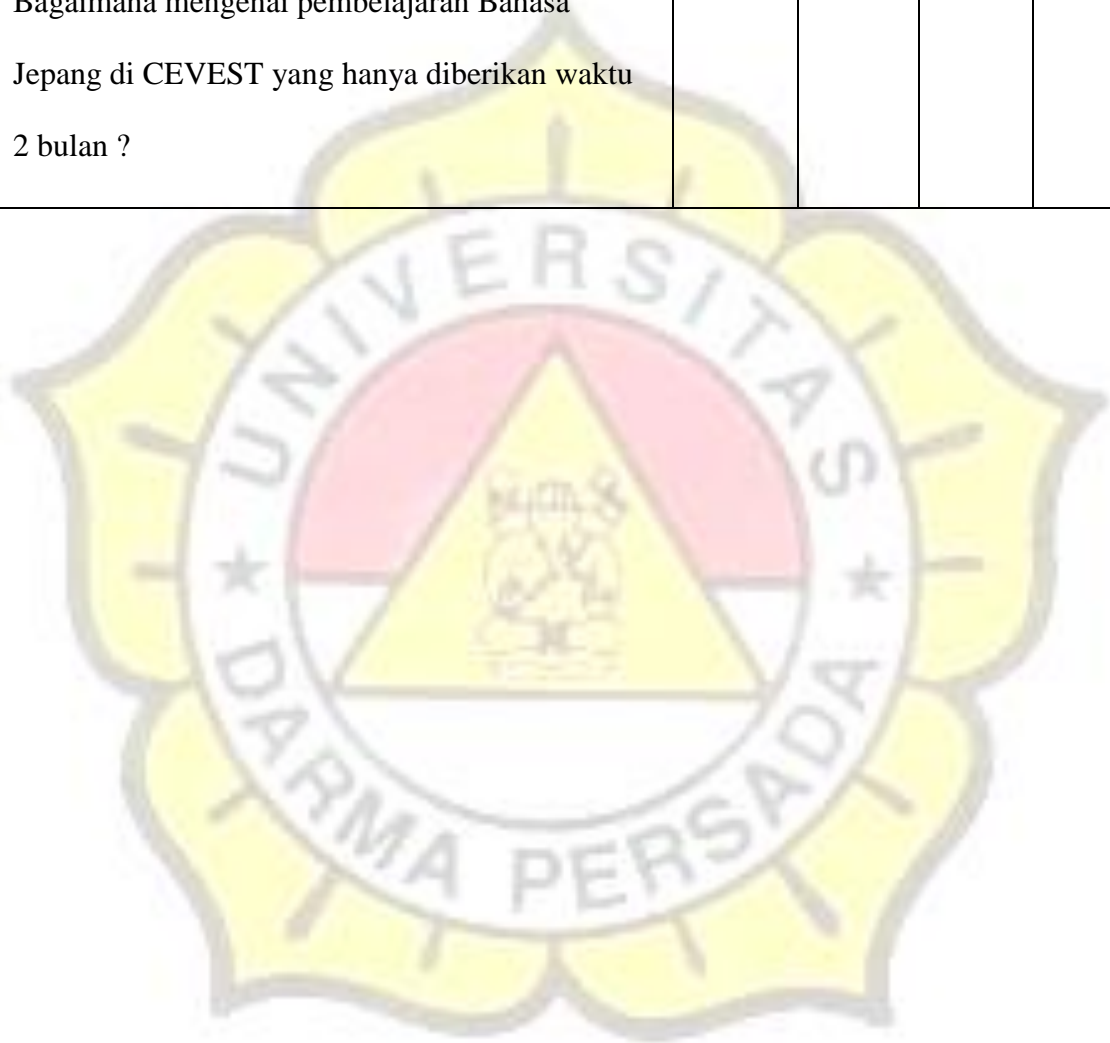 Bagaimana mengenai pembelajaran Bahasa
Jepang di CEVEST yang hanya diberikan waktu
2 bulan ?
UNIVERSITAS
DARMA PERSADA